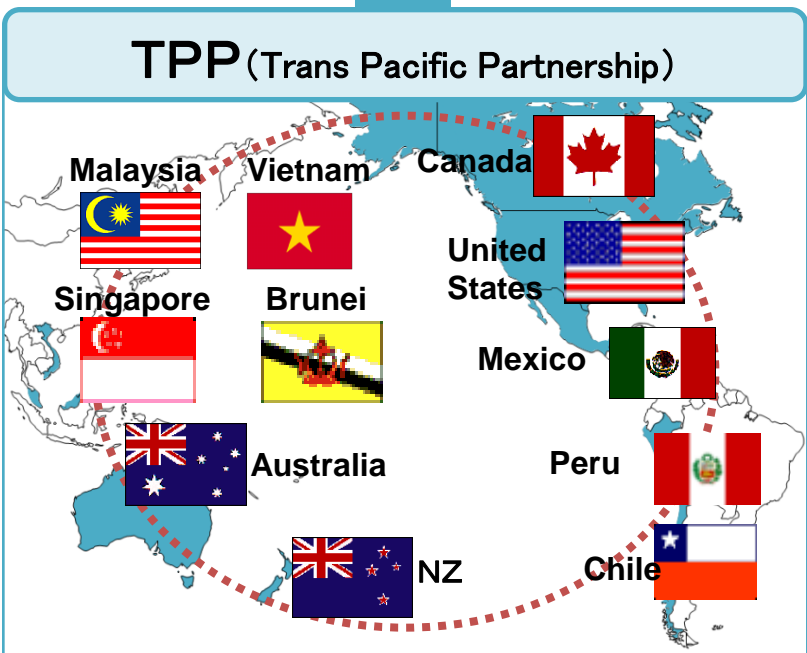 TPP（Trans Pacific Partnership）
Malaysia
Vietnam
Canada
United
States
Singapore
Brunei
Mexico
Australia
Peru
NZ
Chile